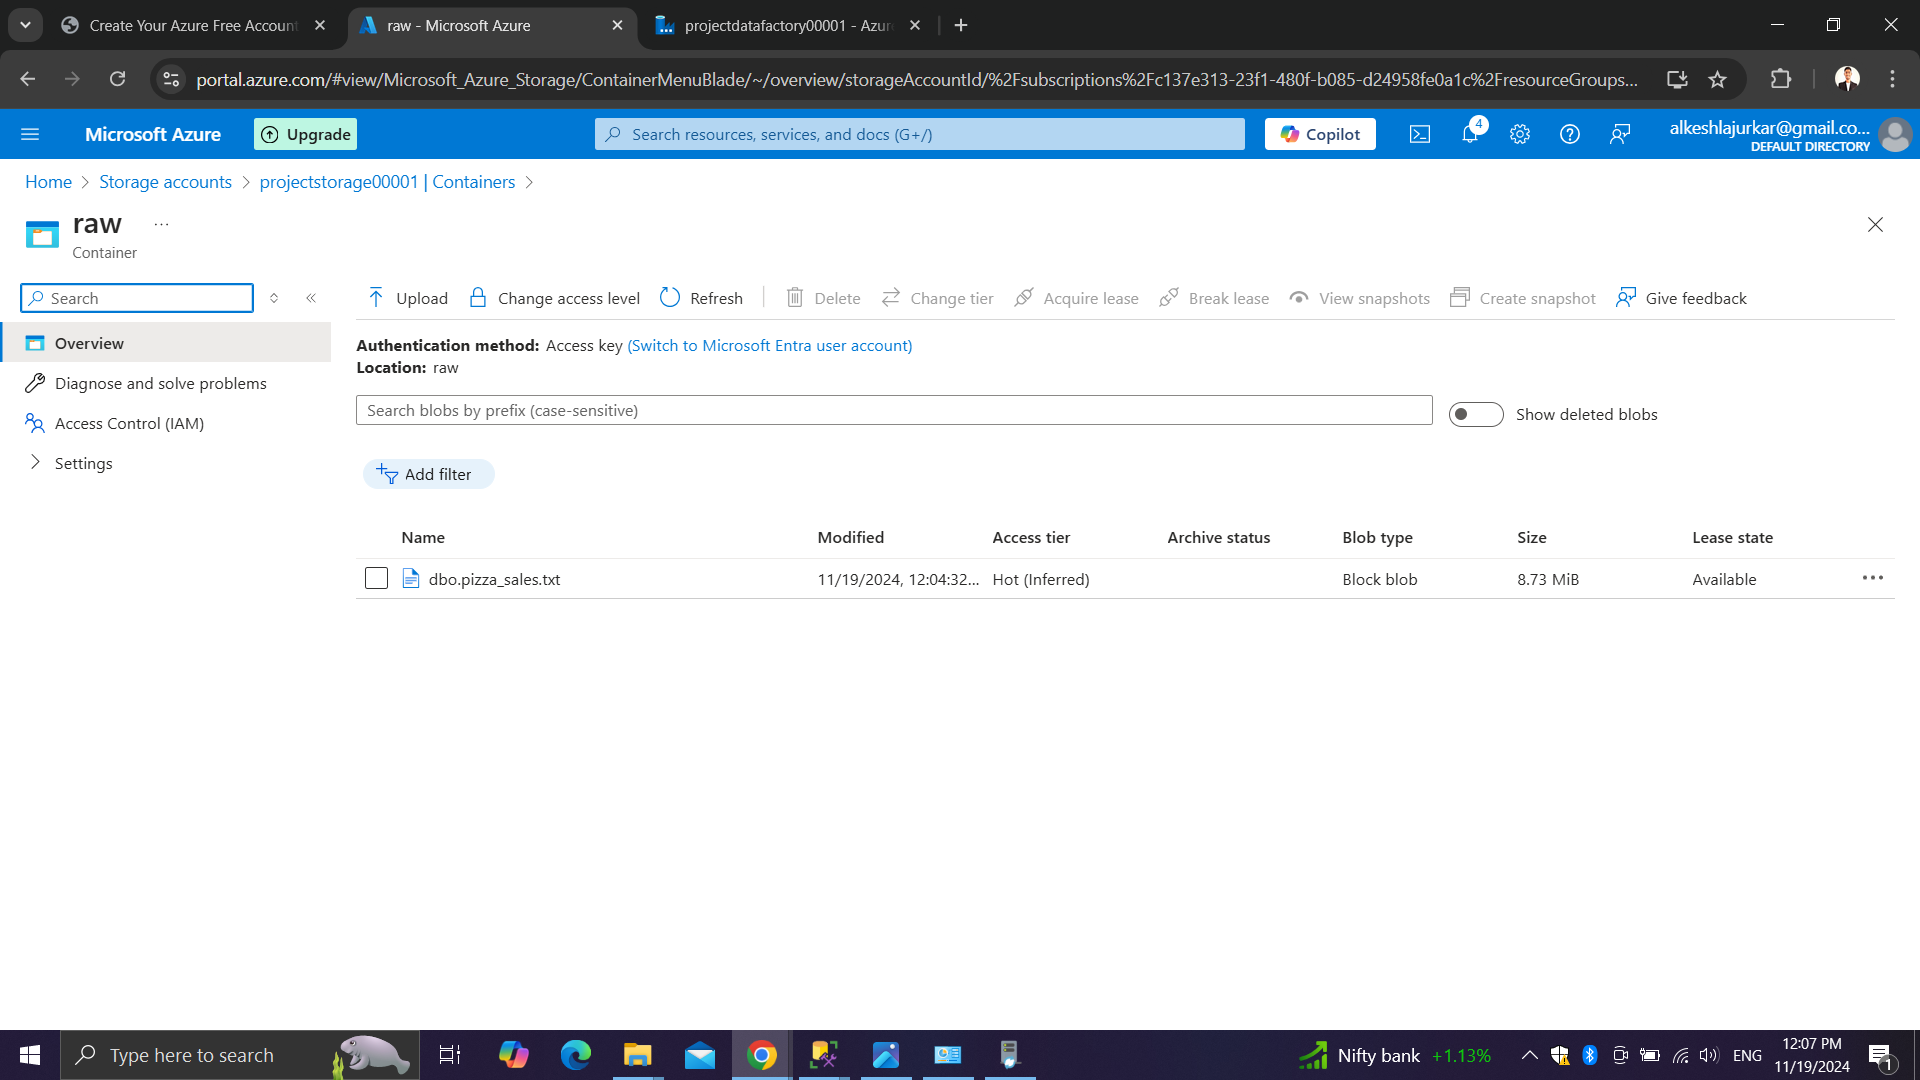 Create Your Azure Free Account
raw - Microsoft Azure
projectdatafactory00001 - Azur
portal.azure.com/#view/Microsoft_Azure_Storage/ContainerMenuBlade/~/overview/storageAccountId/%2Fsubscriptions%2Fc137e313-23f1-480f-b085-d24958fe0a1c%2FresourceGroups...
Microsoft Azure
Upgrade
Search resources, services, and docs (G+/)
Copilot
4
alkeshlajurkar@gmail.co...
DEFAULT DIRECTORY
Home > Storage accounts > projectstorage00001 | Containers >
raw ...
Container
Search
Upload Change access level Refresh Delete Change tier Acquire lease Break lease View snapshots Create snapshot Give feedback
Overview
Diagnose and solve problems
Access Control (IAM)
Settings
Authentication method: Access key (Switch to Microsoft Entra user account)
Location: raw
Search blobs by prefix (case-sensitive)
Show deleted blobs
Add filter
Name Modified Access tier Archive status Blob type Size Lease state
dbo.pizza_sales.txt 11/19/2024, 12:04:32... Hot (Inferred) Block blob 8.73 MiB Available ...
Type here to search
Nifty bank +1.13%
ENG
12:07 PM
11/19/2024
1